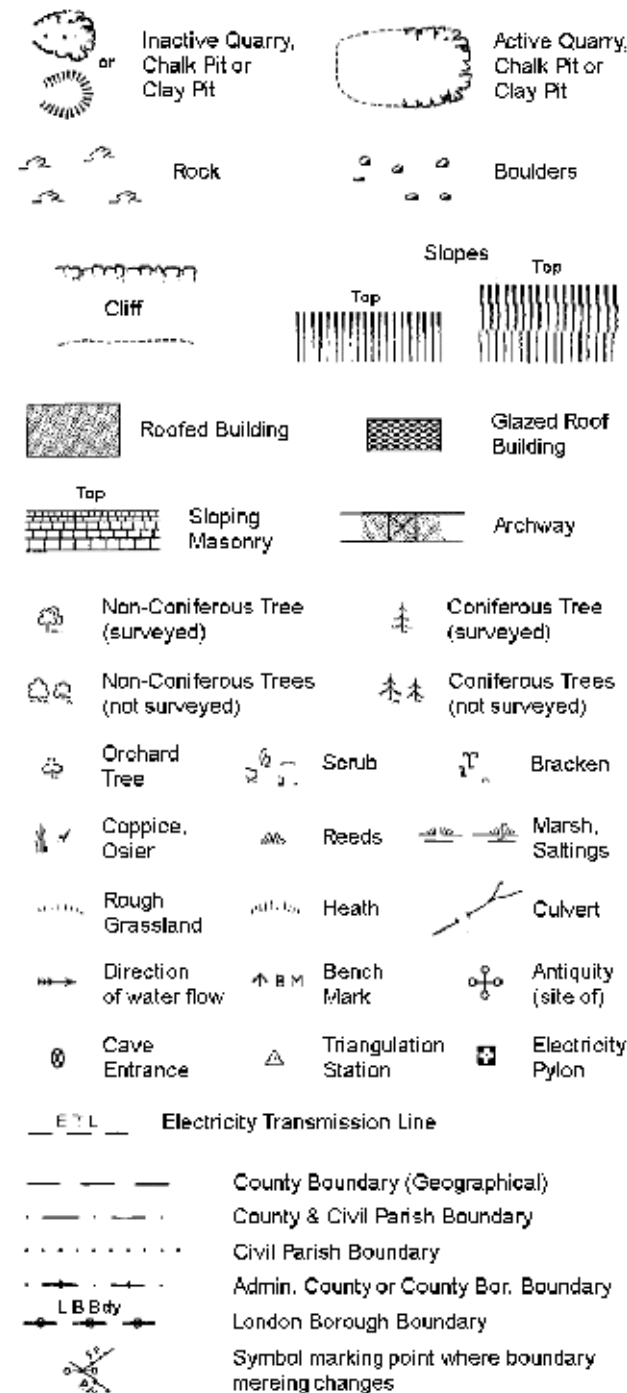 or
Inactive Quarry,
Chalk Pit or
Clay Pit
Active Quarry,
Chalk Pit or
Clay Pit
Rock
Boulders
Slopes
Cliff
Top
Top
Roofed Building
Glazed Roof
Building
Top
Sloping
Masonry
Archway
Non-Coniferous Tree
(surveyed)
Coniferous Tree
(surveyed)
Non-Coniferous Trees
(not surveyed)
Coniferous Trees
(not surveyed)
Orchard
Tree
Scrub
Bracken
Coppice,
Osier
Reeds
Marsh,
Saltings
Rough
Grassland
Heath
Culvert
Direction
of water flow
B M
Bench
Mark
Antiquity
(site of)
Cave
Entrance
Triangulation
Station
Electricity
Pylon
E T L
Electricity Transmission Line
County Boundary (Geographical)
County & Civil Parish Boundary
Civil Parish Boundary
Admin. County or County Bor. Boundary
L B Bdy
London Borough Boundary
Symbol marking point where boundary
mereing changes